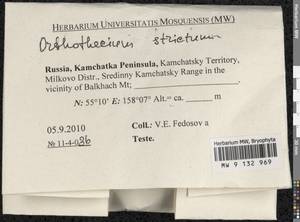 HERBARIUM UNIVERSITATIS MOSQUENSIS (MW)
Orthothecium strictum
Russia, Kamchatka Peninsula, Kamchatsky Territory,
Milkovo Distr., Sredinny Kamchatsky Range in the
vicinity of Balkhach Mt;
N: 55°10' E: 158°07' Alt.= ca. ______ m
05.9.2010
Coll.: V.E. Fedosov a
№ 11-4-036
Teste.
Herbarium MW, Bryophyta
MW 9 132 969